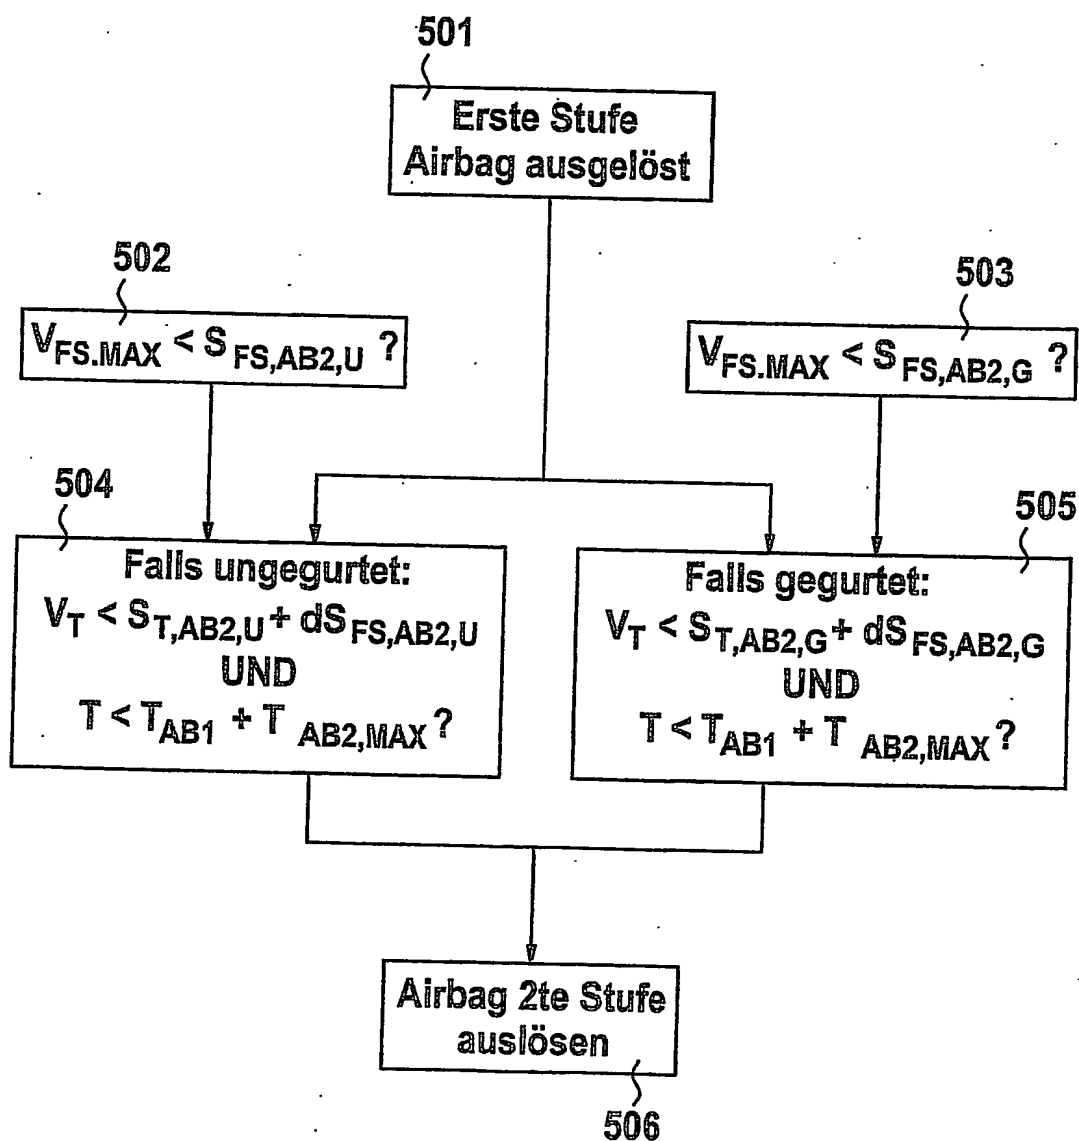 501
Erste Stufe
Airbag ausgelöst
502
V_FS.MAX < S_FS,AB2,U ?
503
V_FS.MAX < S_FS,AB2,G ?
504
Falls ungegurtet:
V_T < S_T,AB2,U + dS_FS,AB2,U
UND
T < T_AB1 + T_AB2,MAX ?
505
Falls gegurtet:
V_T < S_T,AB2,G + dS_FS,AB2,G
UND
T < T_AB1 + T_AB2,MAX ?
Airbag 2te Stufe
auslösen
506